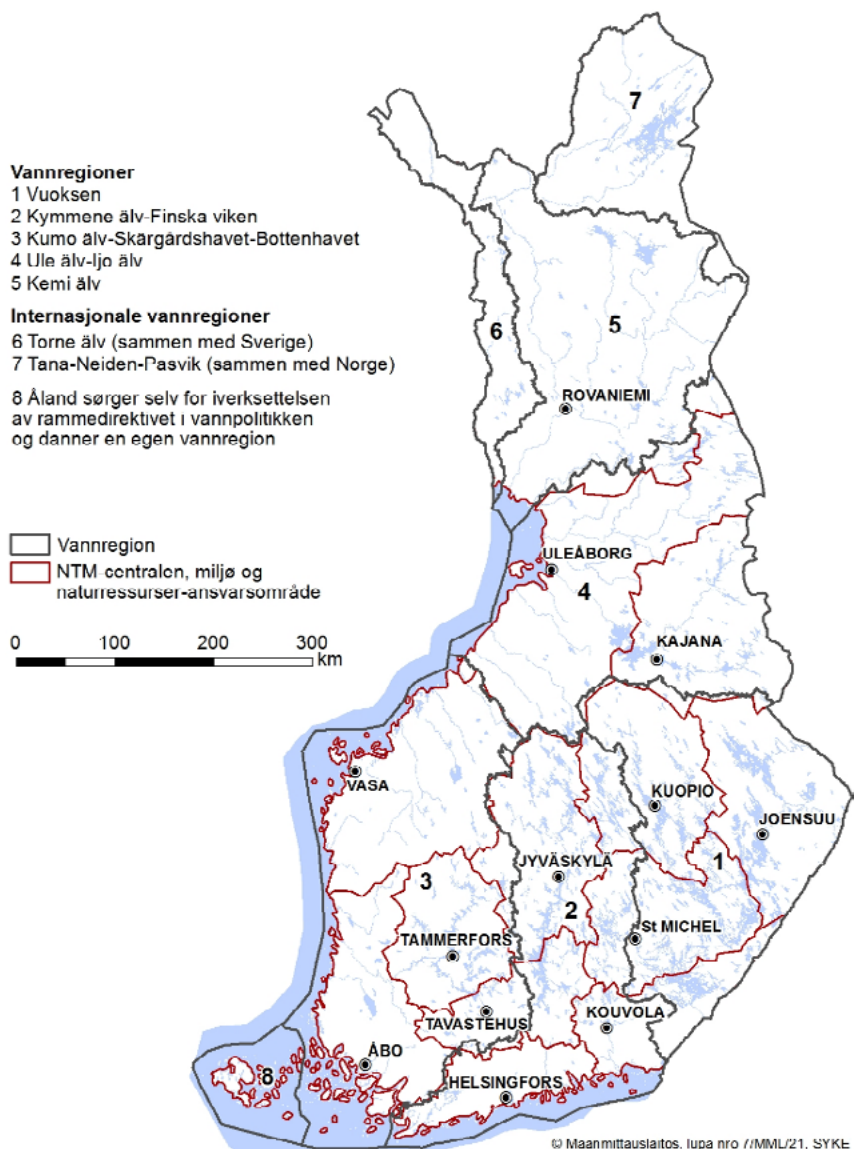 Vannregioner
1 Vuoksen
2 Kymmene älv-Finska viken
3 Kumo älv-Skärgårdshavet-Bottenhavet
4 Ule älv-Ijo älv
5 Kemi älv
Internasjonale vannregioner
6 Torne älv (sammen med Sverige)
7 Tana-Neiden-Pasvik (sammen med Norge)
8 Åland sørger selv for iverksettelsen
av rammedirektivet i vannpolitikken
og danner en egen vannregion
Vannregion
NTM-centralen, miljø og
naturressurser-ansvarsområde
0 100 200 300
km
7
6
5
ROVANIEMI
ULEÅBORG
4
KAJANA
VASA
KUOPIO
JOENSUU
JYVÄSKYLÄ
1
3
2
St MICHEL
TAMMERFORS
TAVASTEHUS
KOUVOLA
ÅBO
8
HELSINGFORS
© Maanmittauslaitos, lupa nro 7/MML/21, SYKE